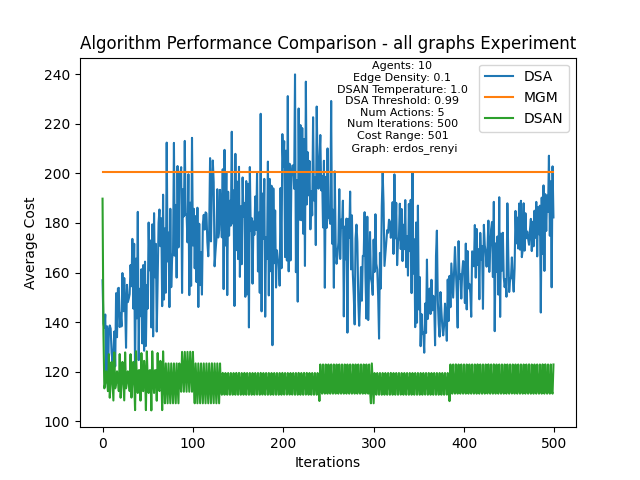 Algorithm Performance Comparison - all graphs Experiment
Agents: 10
Edge Density: 0.1
DSAN Temperature: 1.0
DSA Threshold: 0.99
Num Actions: 5
Num Iterations: 500
Cost Range: 501
Graph: erdos_renyi
DSA
MGM
DSAN
Average Cost
240
220
200
180
160
140
120
100
0
100
200
300
400
500
Iterations